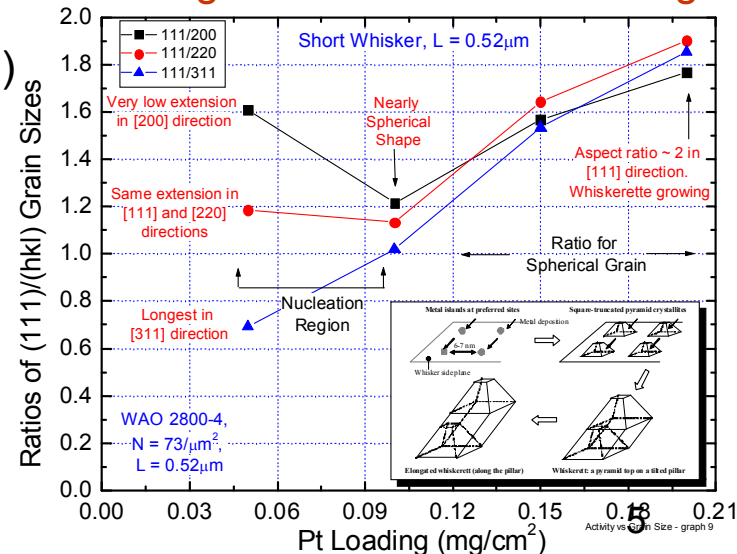 )
2.0
1.8
1.6
1.4
1.2
1.0
0.8
0.6
0.4
0.2
0.0
Ratios of (111)/(hkl) Grain Sizes
111/200
111/220
111/311
Short Whisker, L = 0.52μm
Very low extension
in [200] direction
Nearly
Spherical
Shape
Same extension in
[111] and [220]
directions
Aspect ratio ~ 2 in
[111] direction.
Whiskerette growing
Ratio for
Spherical Grain
Nucleation
Region
Longest in
[311] direction
WAO 2800-4,
N = 73/μm²,
L = 0.52μm
Metal islands at preferred sites
Square-truncated pyramid crystallites
Metal deposition
6-7 nm
Whisker side plane
Elongated whiskerett (along the pillar)
Whiskerett: a pyramid top on a tilted pillar
0.00 0.03 0.06 0.09 0.12 0.15 0.18 0.21
Pt Loading (mg/cm²)
Activity vs Grain Size - graph 9
5